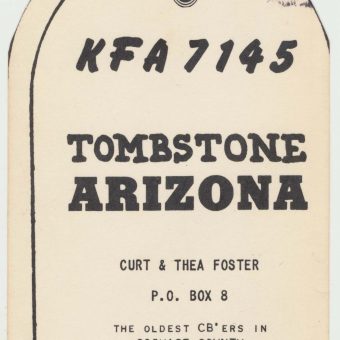 KFA 7145
TOMBSTONE
ARIZONA
CURT & THEA FOSTER
P.O. BOX 8
THE OLDEST CB'ERS IN